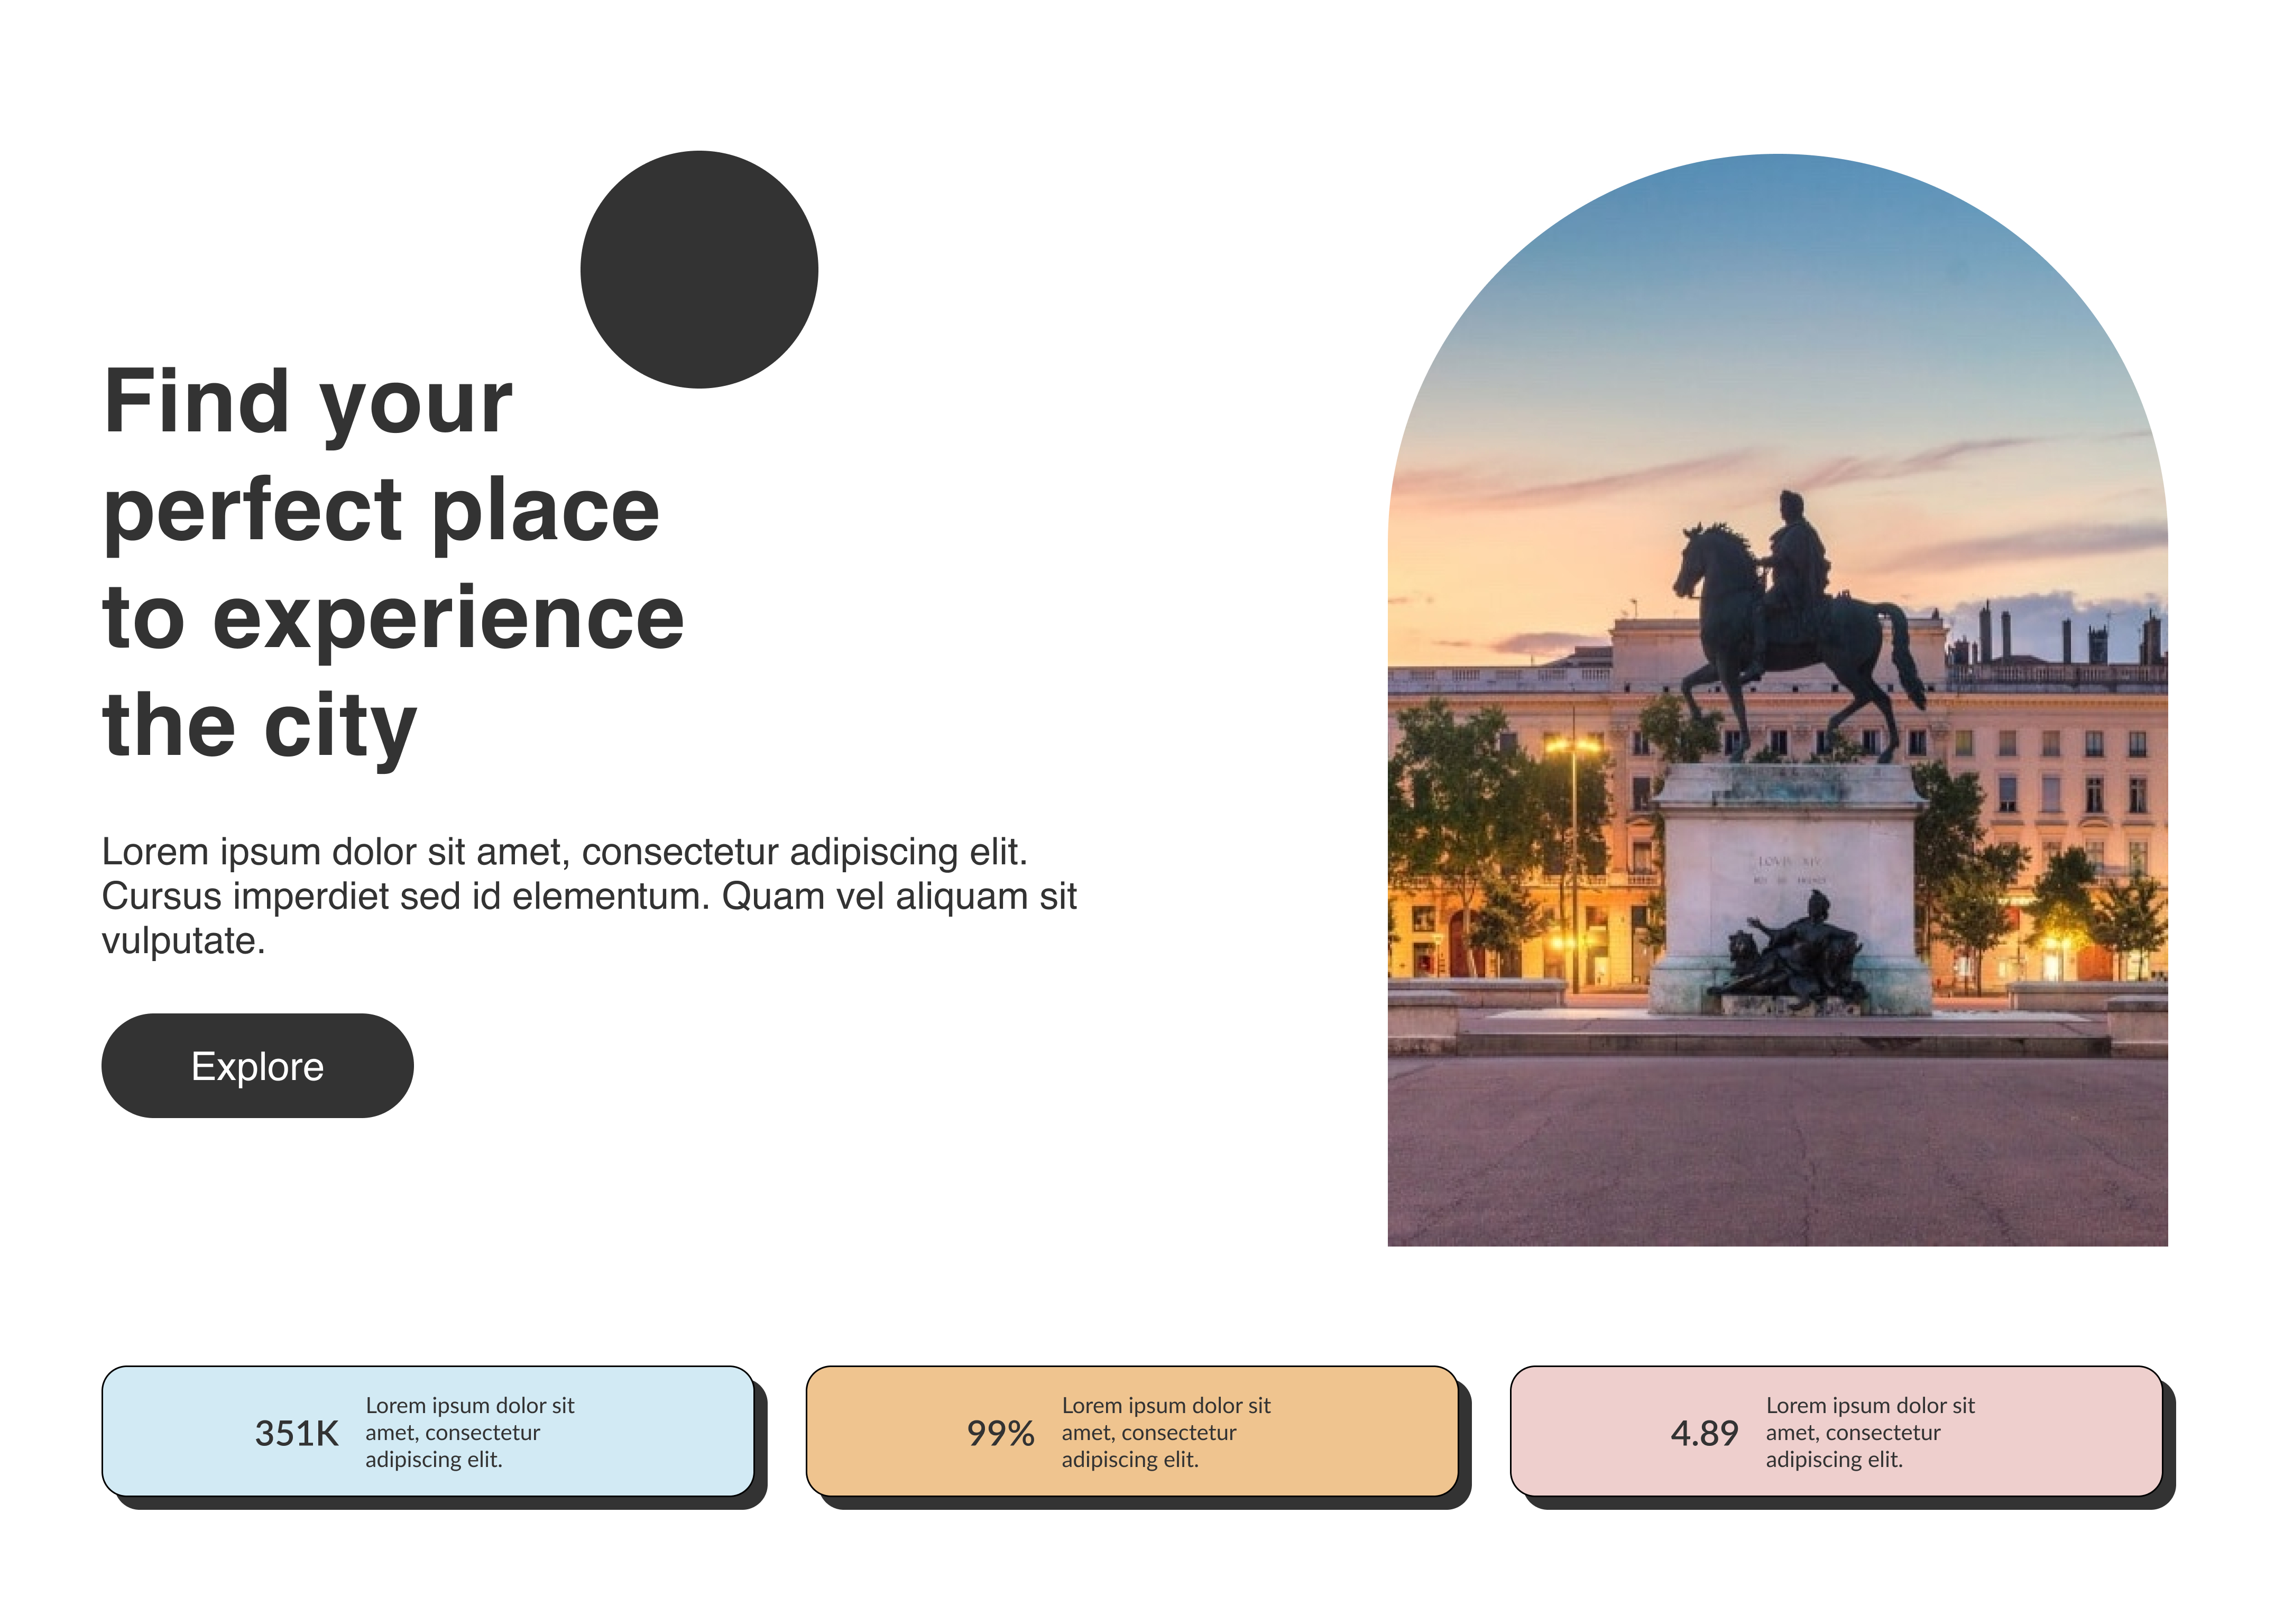 Find your
perfect place
to experience
the city
Lorem ipsum dolor sit amet, consectetur adipiscing elit.
Cursus imperdiet sed id elementum. Quam vel aliquam sit
vulputate.
Explore
LOVIS XIV
351K
Lorem ipsum dolor sit
amet, consectetur
adipiscing elit.
99%
Lorem ipsum dolor sit
amet, consectetur
adipiscing elit.
4.89
Lorem ipsum dolor sit
amet, consectetur
adipiscing elit.